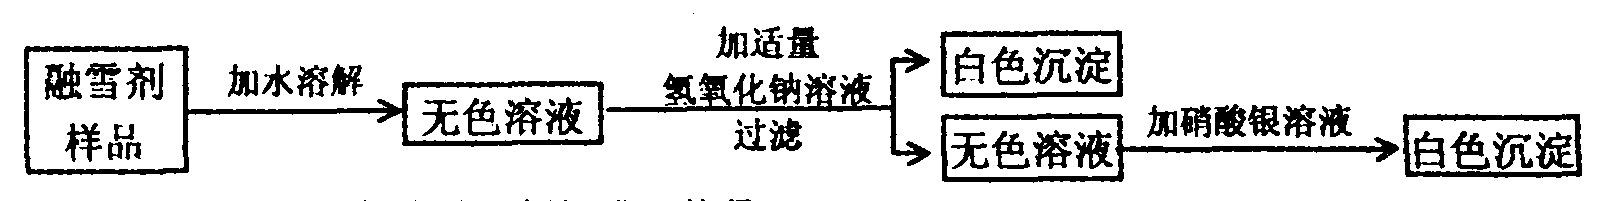 融雪剂
样品
加水溶解
无色溶液
加适量
氢氧化钠溶液
过滤
白色沉淀
无色溶液
加硝酸银溶液
白色沉淀